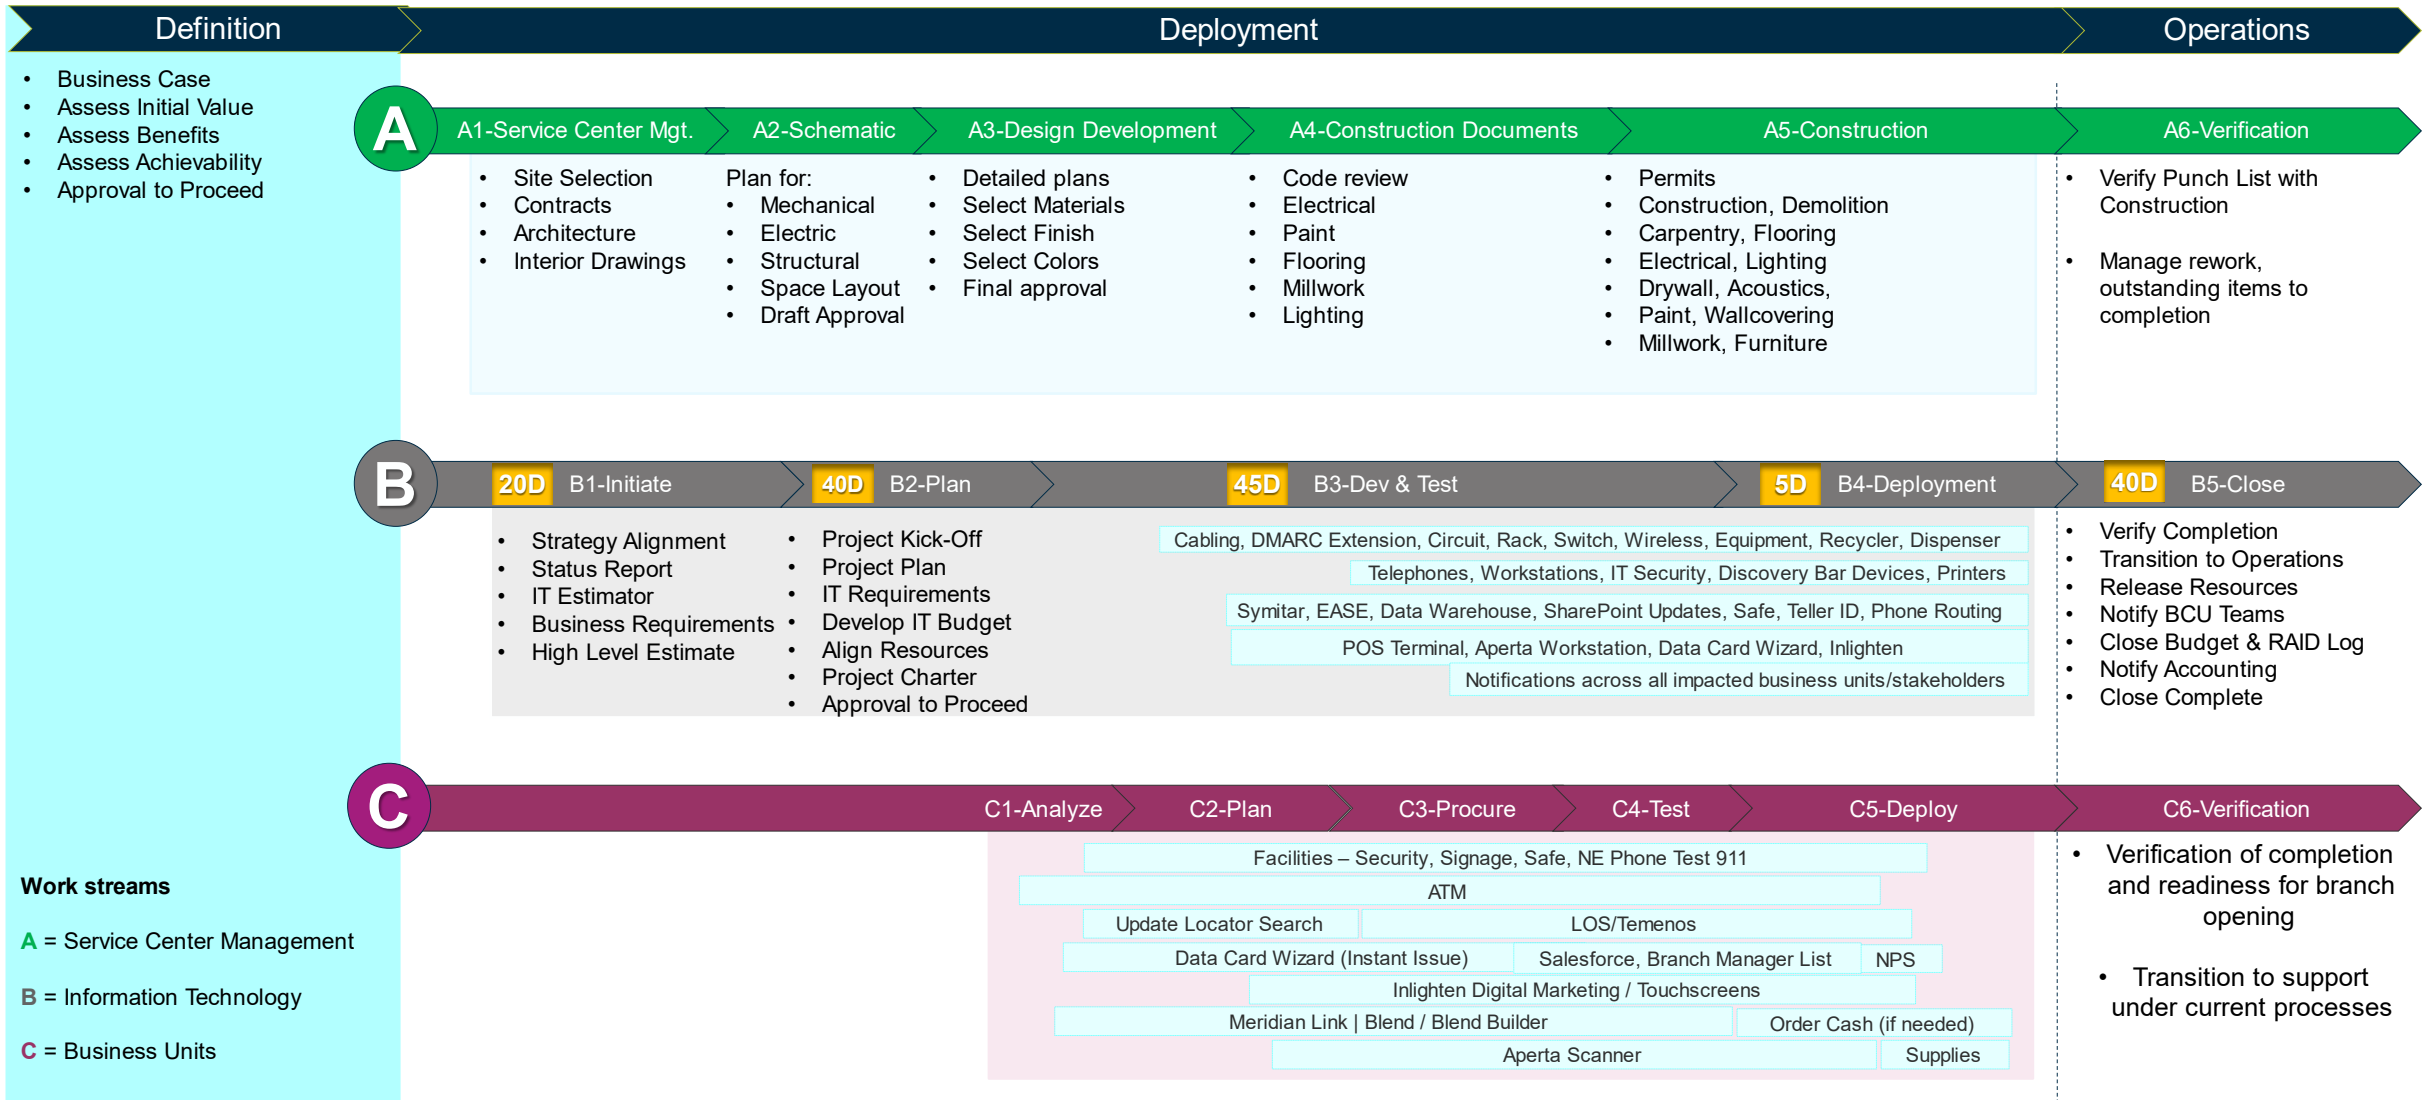 Definition
Deployment
Operations
• Business Case
• Assess Initial Value
• Assess Benefits
• Assess Achievability
• Approval to Proceed
A
A1-Service Center Mgt.
A2-Schematic
A3-Design Development
A4-Construction Documents
A5-Construction
A6-Verification
• Site Selection
• Contracts
• Architecture
• Interior Drawings
Plan for:
• Mechanical
• Electric
• Structural
• Space Layout
• Draft Approval
• Detailed plans
• Select Materials
• Select Finish
• Select Colors
• Final approval
• Code review
• Electrical
• Paint
• Flooring
• Millwork
• Lighting
• Permits
• Construction, Demolition
• Carpentry, Flooring
• Electrical, Lighting
• Drywall, Acoustics,
• Paint, Wallcovering
• Millwork, Furniture
• Verify Punch List with
Construction
• Manage rework,
outstanding items to
completion
B
20D B1-Initiate
40D B2-Plan
45D B3-Dev & Test
5D B4-Deployment
40D B5-Close
• Strategy Alignment
• Status Report
• IT Estimator
• Business Requirements
• High Level Estimate
• Project Kick-Off
• Project Plan
• IT Requirements
• Develop IT Budget
• Align Resources
• Project Charter
• Approval to Proceed
Cabling, DMARC Extension, Circuit, Rack, Switch, Wireless, Equipment, Recycler, Dispenser
Telephones, Workstations, IT Security, Discovery Bar Devices, Printers
Symitar, EASE, Data Warehouse, SharePoint Updates, Safe, Teller ID, Phone Routing
POS Terminal, Aperta Workstation, Data Card Wizard, Inlighten
Notifications across all impacted business units/stakeholders
• Verify Completion
• Transition to Operations
• Release Resources
• Notify BCU Teams
• Close Budget & RAID Log
• Notify Accounting
• Close Complete
C
C1-Analyze
C2-Plan
C3-Procure
C4-Test
C5-Deploy
C6-Verification
Facilities – Security, Signage, Safe, NE Phone Test 911
ATM
Update Locator Search
LOS/Temenos
Data Card Wizard (Instant Issue)
Salesforce, Branch Manager List
NPS
Inlighten Digital Marketing / Touchscreens
Meridian Link | Blend / Blend Builder
Order Cash (if needed)
Aperta Scanner
Supplies
• Verification of completion
and readiness for branch
opening
• Transition to support
under current processes
Work streams
A = Service Center Management
B = Information Technology
C = Business Units